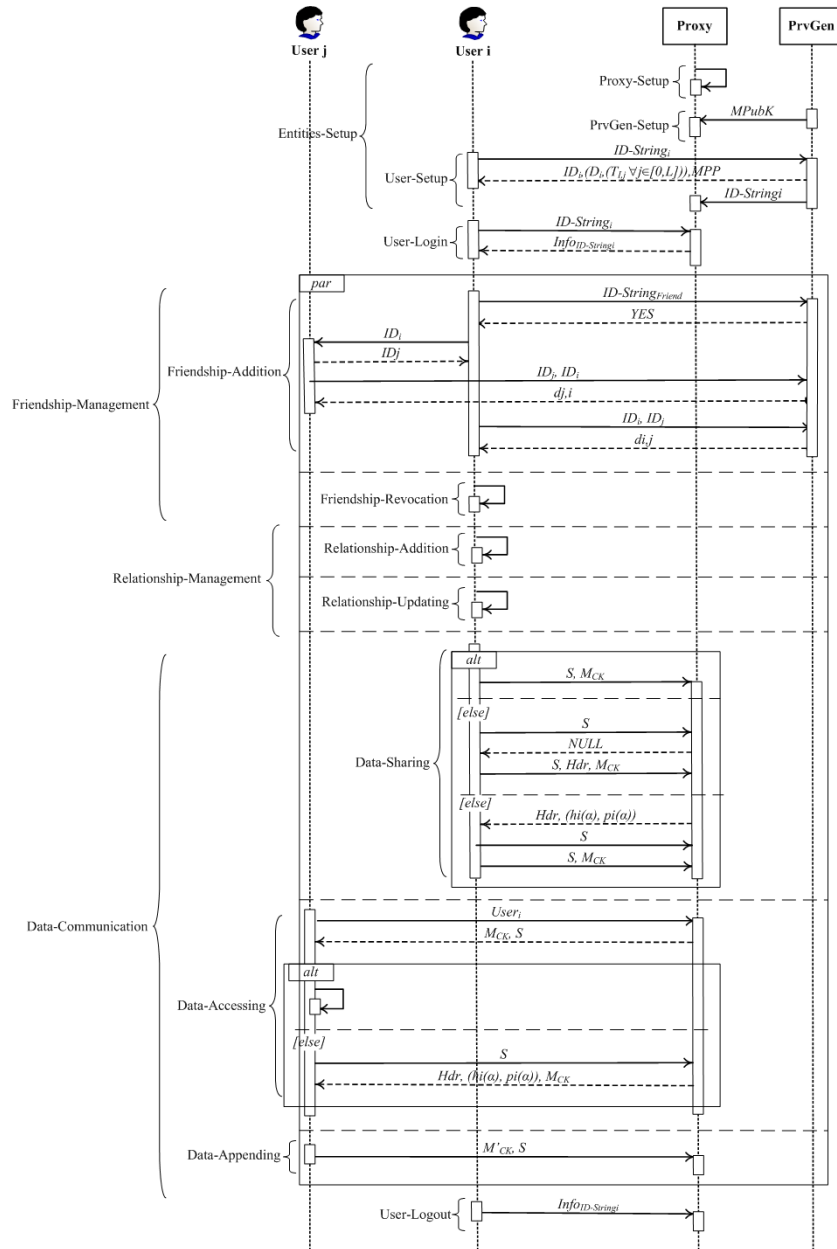 User j
User i
Proxy
PrvGen
Proxy-Setup
MPubK
PrvGen-Setup
Entities-Setup
ID-Stringi
User-Setup
IDi,(Di,(TI,j ∀j∈[0,L])),MPP
ID-Stringi
User-Login
ID-Stringi
InfoID-Stringi
par
ID-StringFriend
YES
IDi
IDj
Friendship-Addition
IDj, IDi
dj,i
Friendship-Management
IDi, IDj
di,j
Friendship-Revocation
Relationship-Addition
Relationship-Management
Relationship-Updating
alt
S, MCK
[else]
S
NULL
Data-Sharing
S, Hdr, MCK
[else]
Hdr, (hi(α), pi(α))
S
S, MCK
Data-Communication
Useri
MCK, S
alt
Data-Accessing
[else]
S
Hdr, (hi(α), pi(α)), MCK
Data-Appending
M'CK, S
User-Logout
InfoID-Stringi